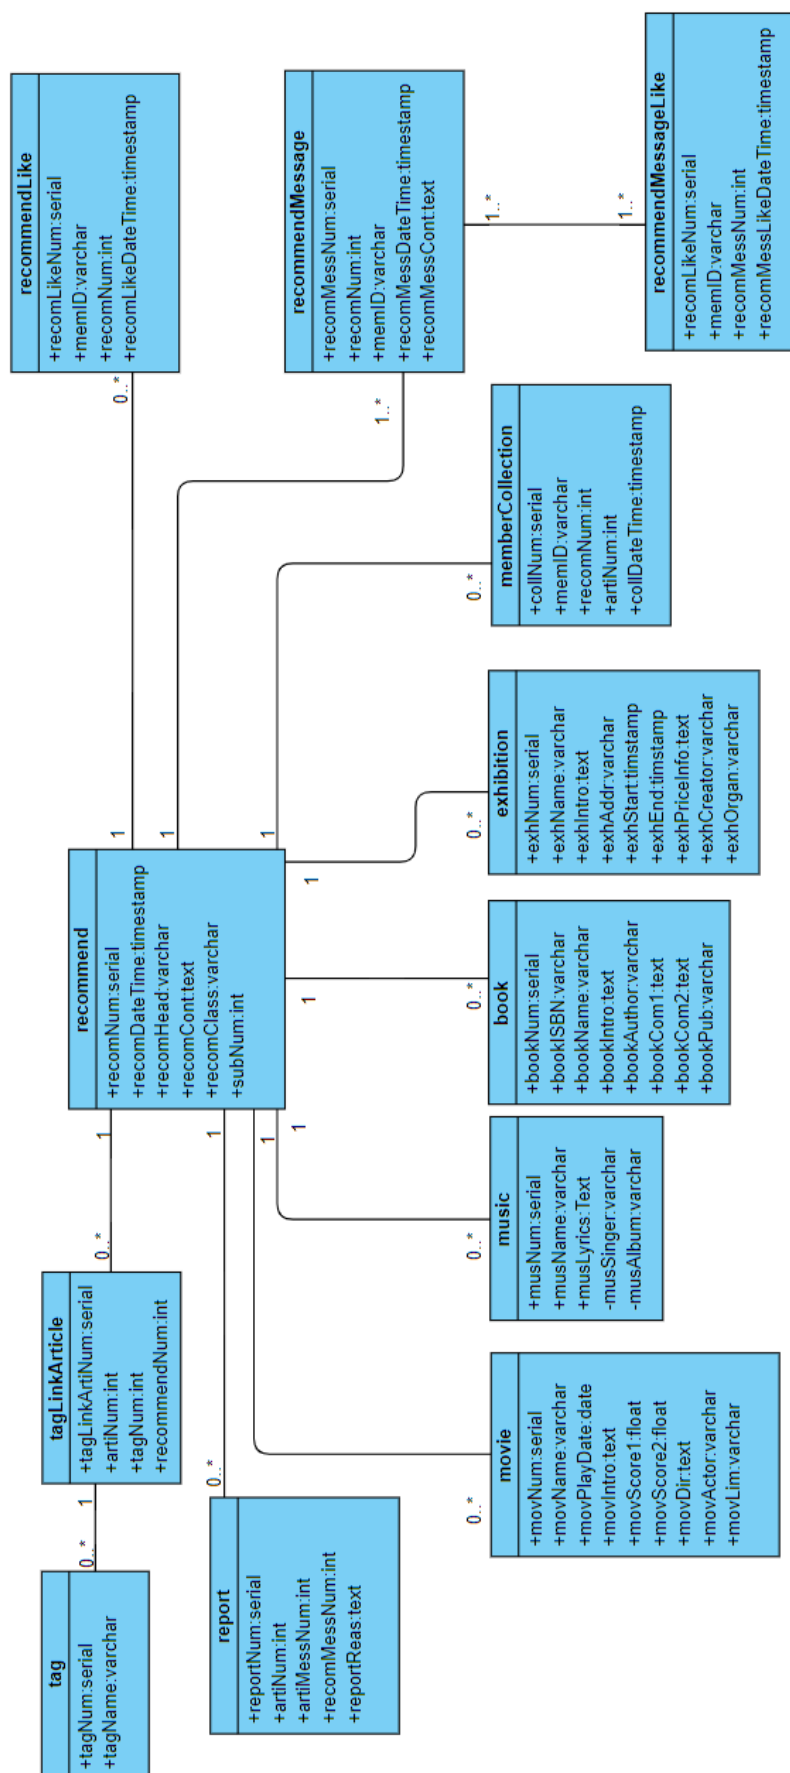 tag
+tagNum:serial
+tagName:varchar
0..*
1
tagLinkArticle
+tagLinkArtiNum:serial
+artiNum:int
+tagNum:int
+recommendNum:int
0..*
1
report
+reportNum:serial
+artiNum:int
+artiMessNum:int
+recomMessNum:int
+reportReas:text
0..*
1
recommend
+recomNum:serial
+recomDateTime:timestamp
+recomHead:varchar
+recomCont:text
+recomClass:varchar
+subNum:int
1
0..*
recommendLike
+recomLikeNum:serial
+memID:varchar
+recomNum:int
+recomLikeDateTime:timestamp
1
1..*
recommendMessage
+recomMessNum:serial
+recomNum:int
+memID:varchar
+recomMessDateTime:timestamp
+recomMessCont:text
1..*
1..*
recommendMessageLike
+recomLikeNum:serial
+memID:varchar
+recomMessNum:int
+recomMessLikeDateTime:timestamp
1
0..*
movie
+movNum:serial
+movName:varchar
+movPlayDate:date
+movIntro:text
+movScore1:float
+movScore2:float
+movDir:text
+movActor:varchar
+movLim:varchar
1
0..*
music
+musNum:serial
+musName:varchar
+musLyrics:Text
-musSinger:varchar
-musAlbum:varchar
1
0..*
book
+bookNum:serial
+bookISBN:varchar
+bookName:varchar
+bookIntro:text
+bookAuthor:varchar
+bookCom1:text
+bookCom2:text
+bookPub:varchar
1
0..*
exhibition
+exhNum:serial
+exhName:varchar
+exhIntro:text
+exhAddr:varchar
+exhStart:timstamp
+exhEnd:timstamp
+exhPriceInfo:text
+exhCreator:varchar
+exhOrgan:varchar
1
0..*
memberCollection
+collNum:serial
+memID:varchar
+recomNum:int
+artiNum:int
+collDateTime:timestamp